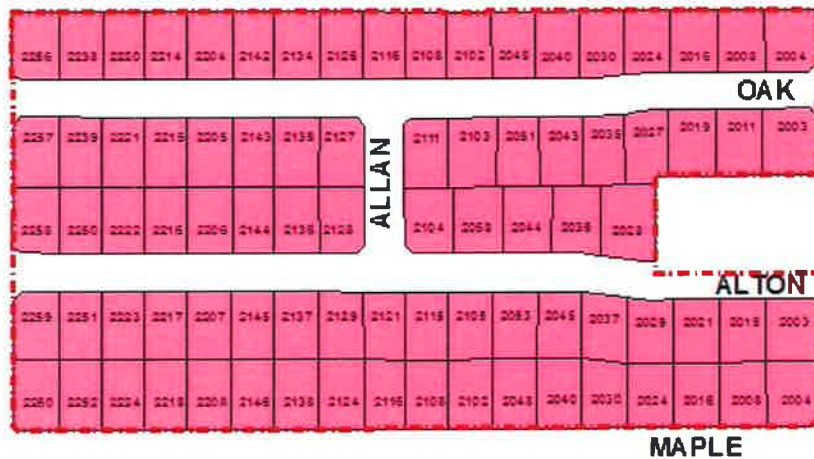 2256 2238 2220 2214 2204 2142 2134 2126 2116 2108 2102 2048 2040 2030 2024 2016 2008 2004
OAK
2257 2239 2221 2215 2205 2143 2135 2127 2111 2103 2051 2043 2035 2027 2019 2011 2003
ALLAN
2258 2250 2222 2216 2206 2144 2136 2128 2104 2058 2044 2036 2028
ALTON
2259 2251 2223 2217 2207 2145 2137 2129 2121 2115 2109 2053 2045 2037 2029 2021 2015 2003
2260 2252 2224 2218 2208 2146 2138 2124 2116 2108 2102 2048 2040 2030 2024 2016 2008 2004
MAPLE